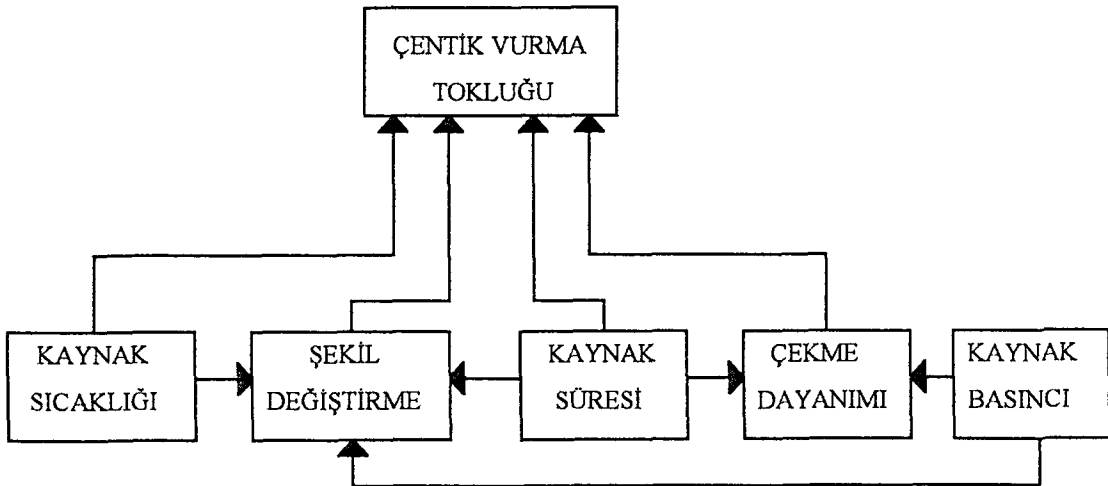 ÇENTİK VURMA
TOKLUĞU
KAYNAK
SICAKLIĞI
ŞEKİL
DEĞİŞTİRME
KAYNAK
SÜRESİ
ÇEKME
DAYANIMI
KAYNAK
BASINCI